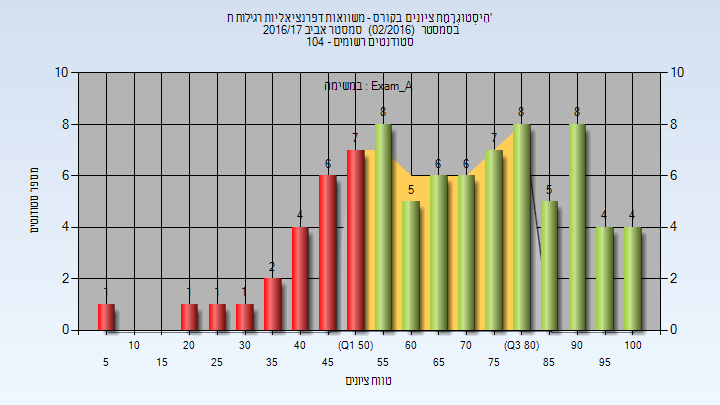 היסטוגרמת ציונים בקורס - משוואות דפרנציאליות רגילות ת'
בסמסטר (02/2016) סמסטר אביב 2016/17
סטודנטים רשומים - 104
במשימה : Exam_A
מספר סטודנטים
10 10
8 8
6 6
4 4
2 2
0 0
1 1 1 1 2 4 6 7 8 5 6 6 7 8 5 8 4 4
10 20 30 40 (Q1 50) 60 70 (Q3 80) 90 100
5 15 25 35 45 55 65 75 85 95
טווח ציונים